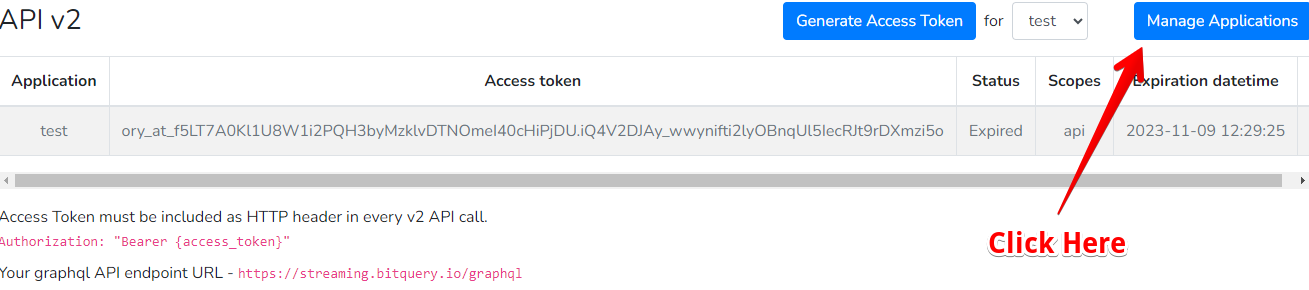 API v2
Generate Access Token for test Manage Applications
Application Access token Status Scopes Expiration datetime
test ory_at_f5LT7A0Kl1U8W1i2PQH3byMzklvDTNOmeI40cHiPjDU.iQ4V2DJAy_wwynifti2lyOBnqUl5IecRJt9rDXmzi5o Expired api 2023-11-09 12:29:25
Access Token must be included as HTTP header in every v2 API call.
Authorization: "Bearer {access_token}"
Click Here
Your graphql API endpoint URL - https://streaming.bitquery.io/graphql